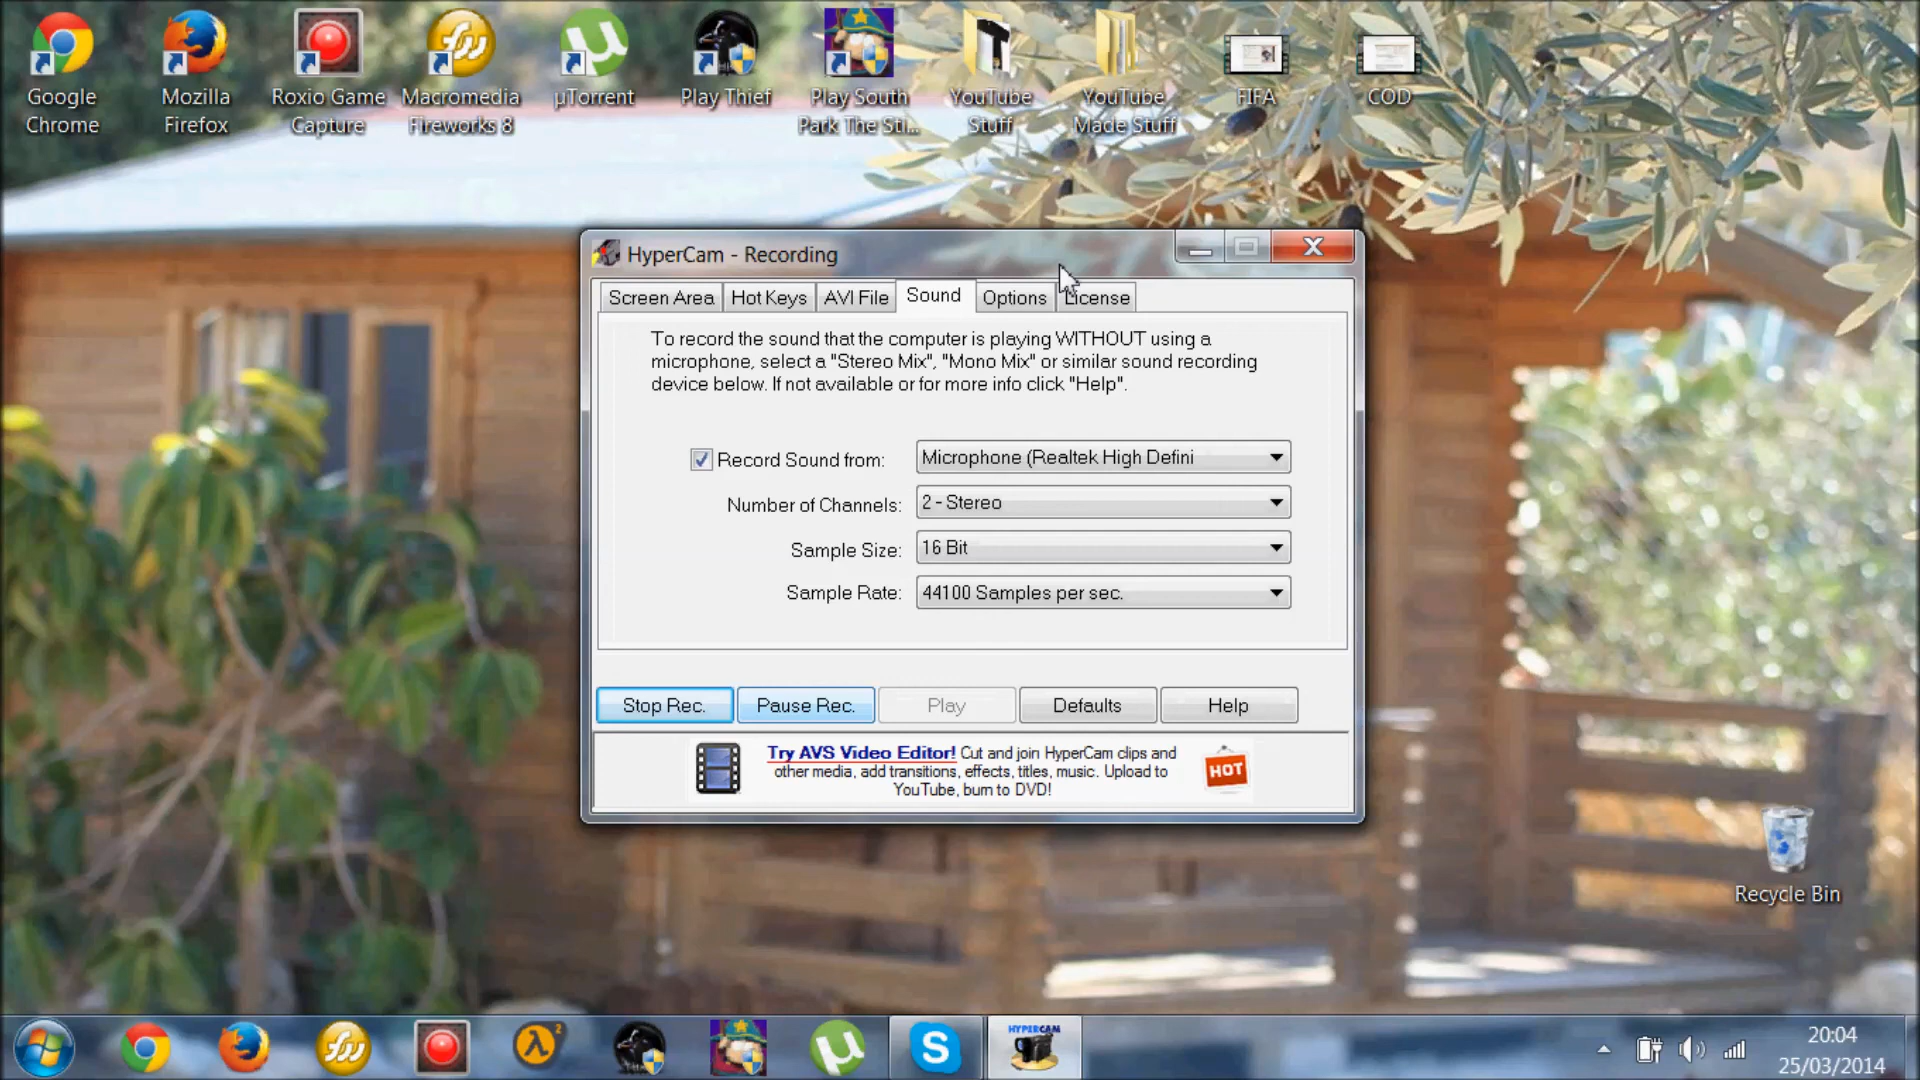 Google
Chrome
Mozilla
Firefox
Roxio Game
Capture
Macromedia
Fireworks 8
µTorrent
Play Thief
Play South
Park The Sti...
YouTube
Stuff
YouTube
Made Stuff
FIFA
COD
HyperCam - Recording
Screen Area
Hot Keys
AVI File
Sound
Options
License
To record the sound that the computer is playing WITHOUT using a
microphone, select a "Stereo Mix", "Mono Mix" or similar sound recording
device below. If not available or for more info click "Help".
Record Sound from:
Microphone (Realtek High Defini
Number of Channels:
2 - Stereo
Sample Size:
16 Bit
Sample Rate:
44100 Samples per sec.
Stop Rec.
Pause Rec.
Play
Defaults
Help
Try AVS Video Editor! Cut and join HyperCam clips and
other media, add transitions, effects, titles, music. Upload to
YouTube, burn to DVD!
HOT
Recycle Bin
HYPERCAM
20:04
25/03/2014